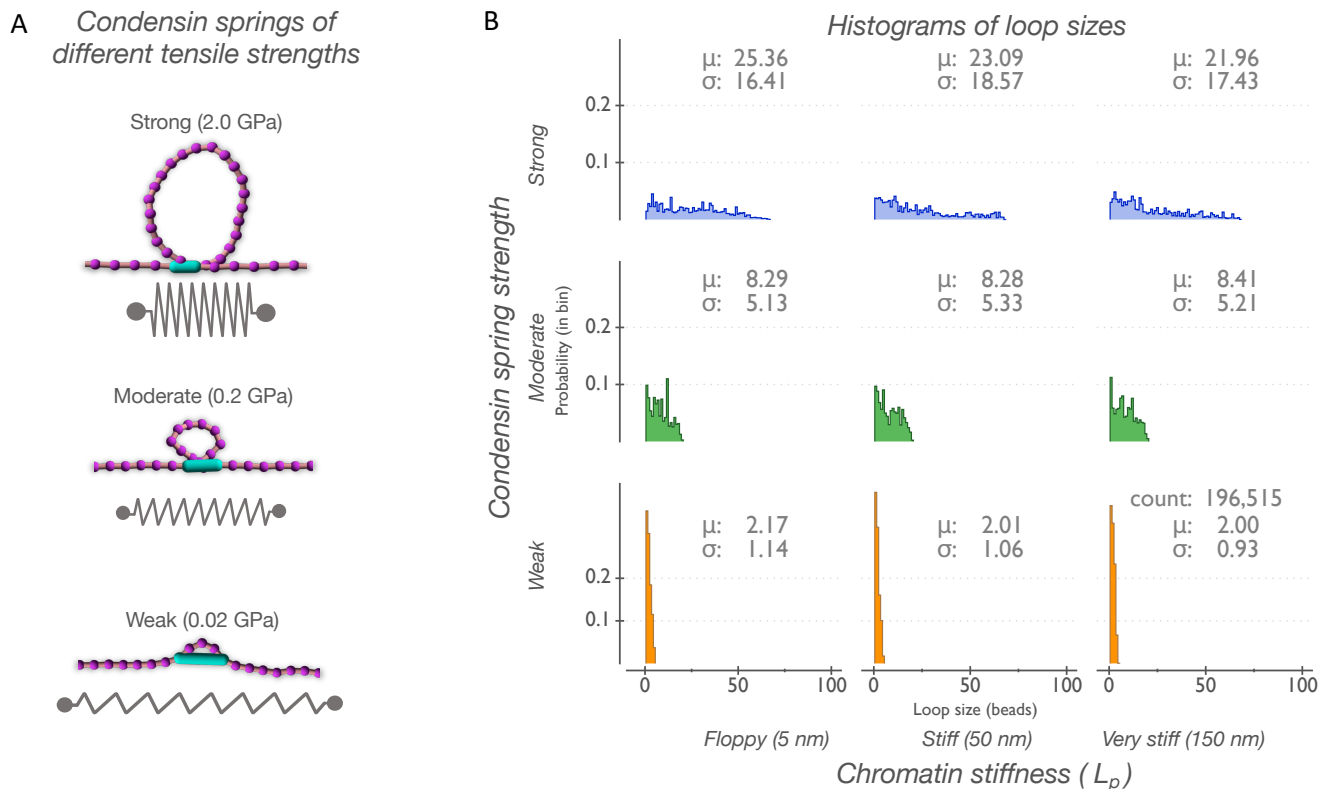 A
Condensin springs of
different tensile strengths
Strong (2.0 GPa)
Moderate (0.2 GPa)
Weak (0.02 GPa)
B
Histograms of loop sizes
Condensin spring strength
Probability (in bin)
Strong
0.2
0.1
μ: 25.36
σ: 16.41
μ: 23.09
σ: 18.57
μ: 21.96
σ: 17.43
Moderate
0.2
0.1
μ: 8.29
σ: 5.13
μ: 8.28
σ: 5.33
μ: 8.41
σ: 5.21
Weak
0.2
0.1
μ: 2.17
σ: 1.14
μ: 2.01
σ: 1.06
count: 196,515
μ: 2.00
σ: 0.93
0 50 100
0 50 100
0 50 100
Loop size (beads)
Floppy (5 nm)
Stiff (50 nm)
Very stiff (150 nm)
Chromatin stiffness (Lp)